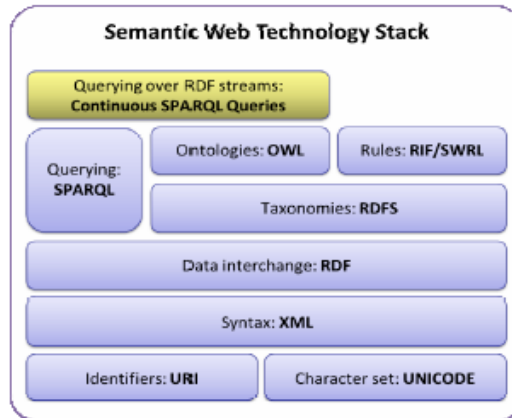 Semantic Web Technology Stack
Querying over RDF streams:
Continuous SPARQL Queries
Querying:
SPARQL
Ontologies: OWL
Rules: RIF/SWRL
Taxonomies: RDFS
Data interchange: RDF
Syntax: XML
Identifiers: URI
Character set: UNICODE